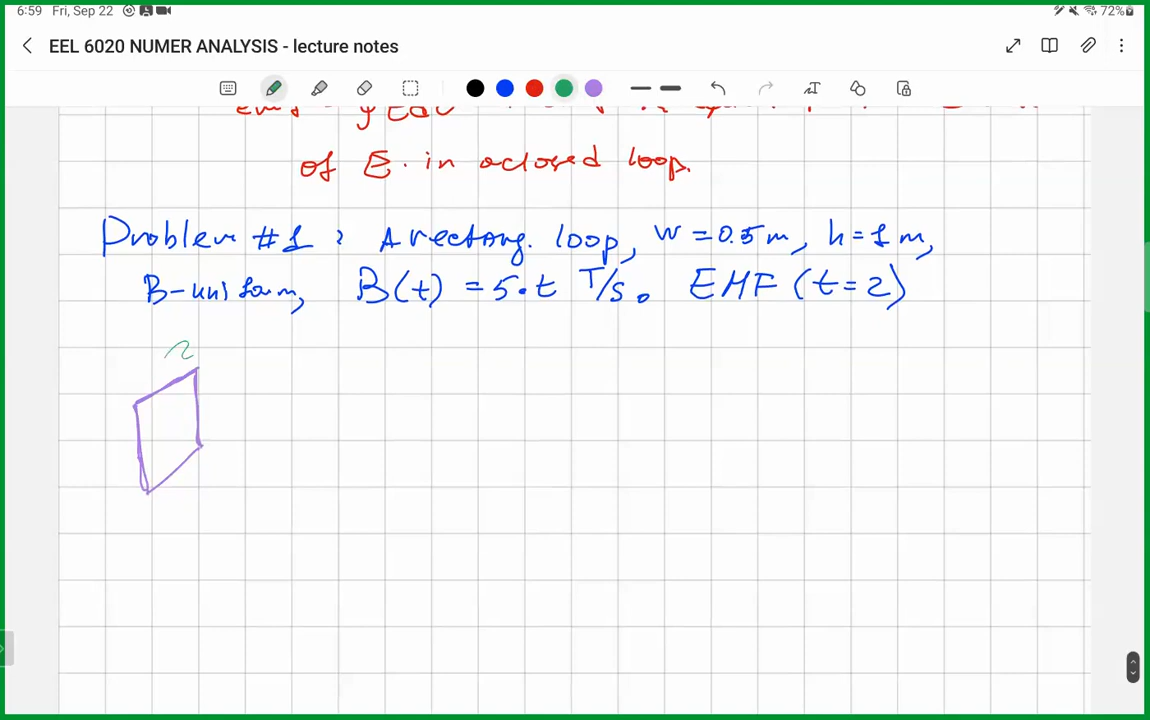 6:59 Fri, Sep 22
72%
EEL 6020 NUMER ANALYSIS - lecture notes
of E. in a closed loop.
Problem #1: A rectang. loop, w = 0.5 m, h = 1 m,
B-uniform, B(t) = 5·t T/s. EMF (t=2)